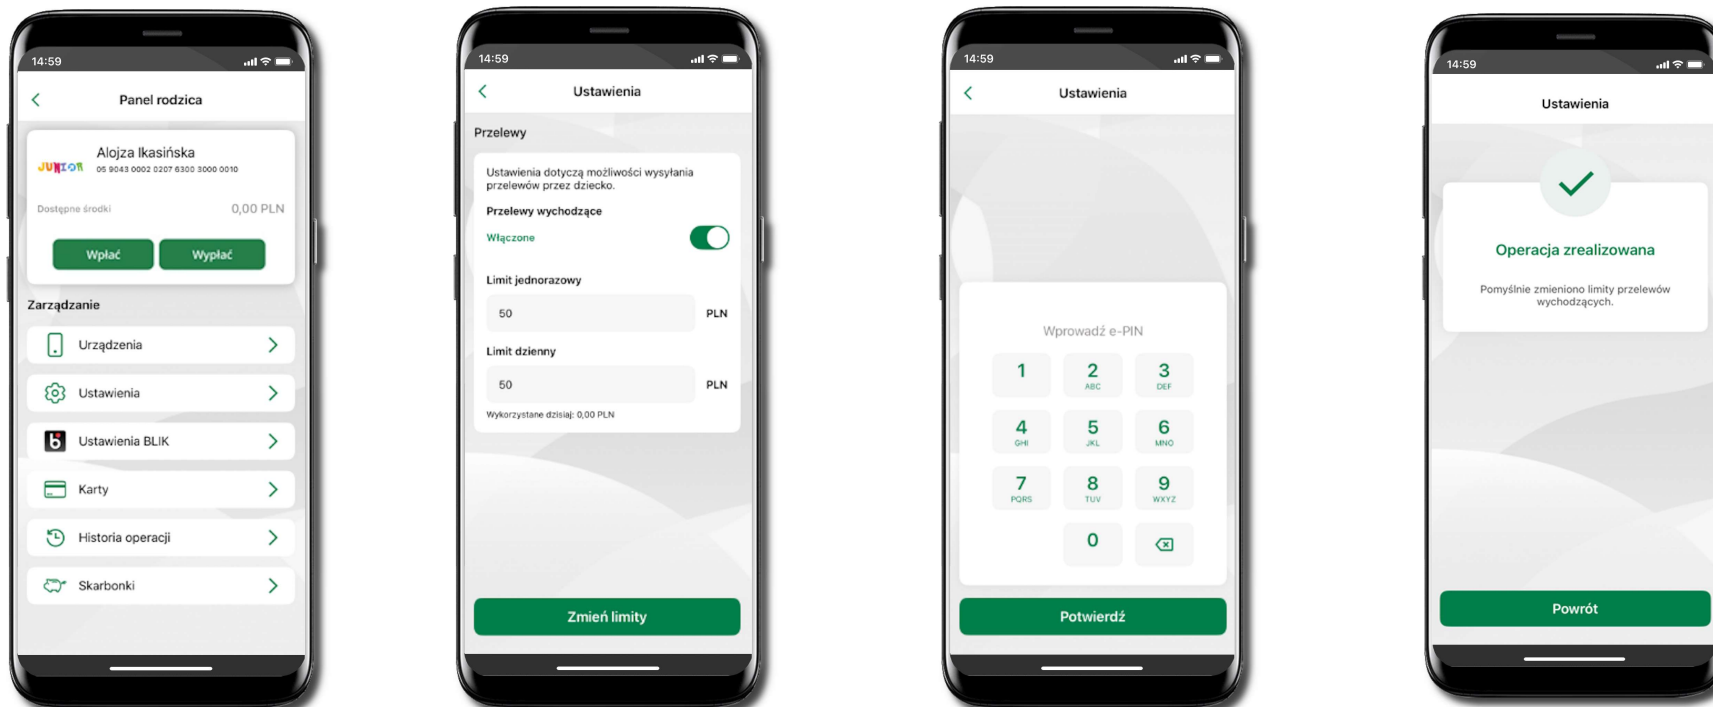 14:59
Panel rodzica
Alojza Ikasińska
JUNIOR
05 9043 0002 0207 6300 3000 0010
Dostępne środki
0,00 PLN
Wpłać
Wypłać
Zarządzanie
Urządzenia
Ustawienia
Ustawienia BLIK
Karty
Historia operacji
Skarbonki
14:59
Ustawienia
Przelewy
Ustawienia dotyczą możliwości wysyłania
przelewów przez dziecko.
Przelewy wychodzące
Włączone
Limit jednorazowy
50 PLN
Limit dzienny
50 PLN
Wykorzystane dzisiaj: 0,00 PLN
Zmień limity
14:59
Ustawienia
Wprowadź e-PIN
1 2 3
ABC DEF
4 5 6
GHI JKL MNO
7 8 9
PQRS TUV WXYZ
0
Potwierdź
14:59
Ustawienia
Operacja zrealizowana
Pomyślnie zmieniono limity przelewów
wychodzących.
Powrót